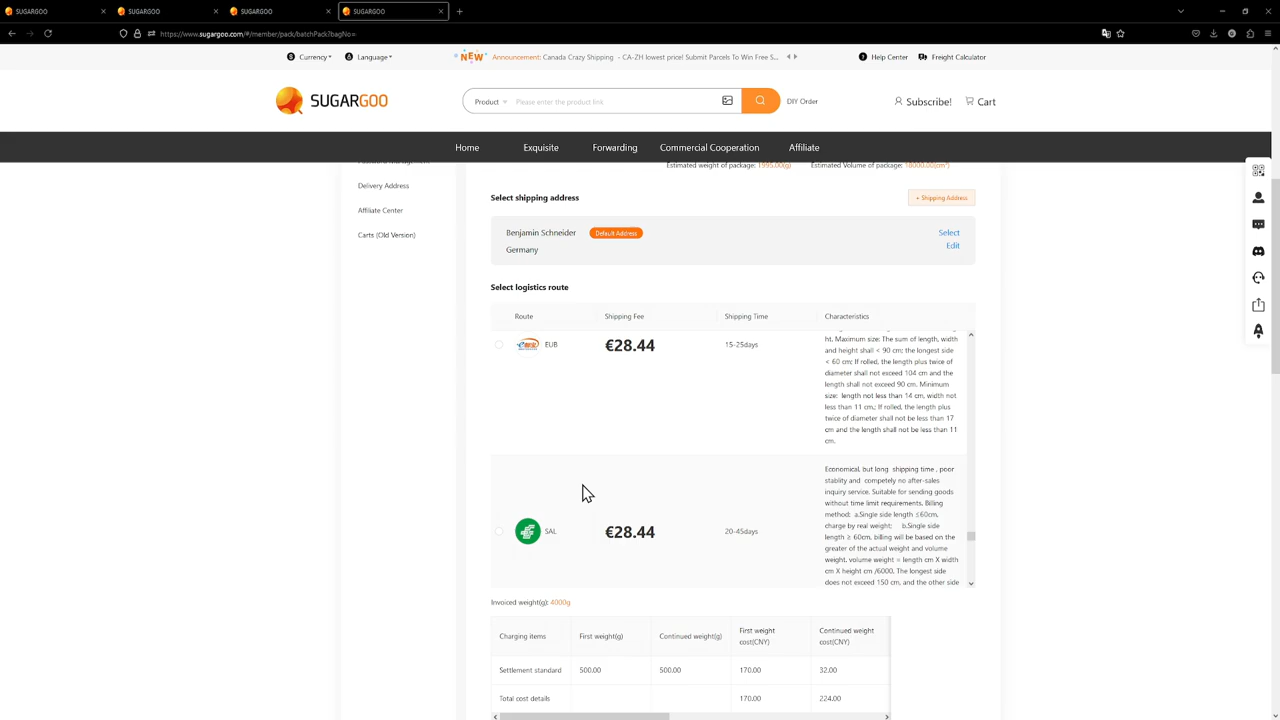 SUGARGOO
SUGARGOO
SUGARGOO
SUGARGOO
https://www.sugargoo.com/#/member/pack/batchPack?bagNo=
Currency
Language
NEW
Announcement: Canada Crazy Shipping - CA-ZH lowest price! Submit Parcels To Win Free S...
Help Center
Freight Calculator
SUGARGOO
Product
Please enter the product link
DIY Order
Subscribe!
Cart
Home
Exquisite
Forwarding
Commercial Cooperation
Affiliate
Estimated weight of package: 1995.00(g)
Estimated Volume of package: 18000.00(cm³)
Delivery Address
Affiliate Center
Carts (Old Version)
Select shipping address
+ Shipping Address
Benjamin Schneider
Default Address
Germany
Select
Edit
Select logistics route
Route
Shipping Fee
Shipping Time
Characteristics
EUB
€28.44
15-25days
ht. Maximum size: The sum of length, width
and height shall < 90 cm; the longest side
< 60 cm; If rolled, the length plus twice of
diameter shall not exceed 104 cm and the
length shall not exceed 90 cm. Minimum
size: length not less than 14 cm, width not
less than 11 cm.; If rolled, the length plus
twice of diameter shall not be less than 17
cm and the length shall not be less than 11
cm.
SAL
€28.44
20-45days
Economical, but long shipping time , poor
stablity and competely no after-sales
inquiry service. Suitable for sending goods
without time limit requirements. Billing
method; a.Single side length ≤60cm,
charge by real weight; b.Single side
length ≥ 60cm, billing will be based on the
greater of the actual weight and volume
weight, volume weight = length cm X width
cm X height cm /6000, The longest side
does not exceed 150 cm, and the other side
Invoiced weight(g): 4000g
Charging items
First weight(g)
Continued weight(g)
First weight
cost(CNY)
Continued weight
cost(CNY)
Settlement standard
500.00
500.00
170.00
32.00
Total cost details
170.00
224.00